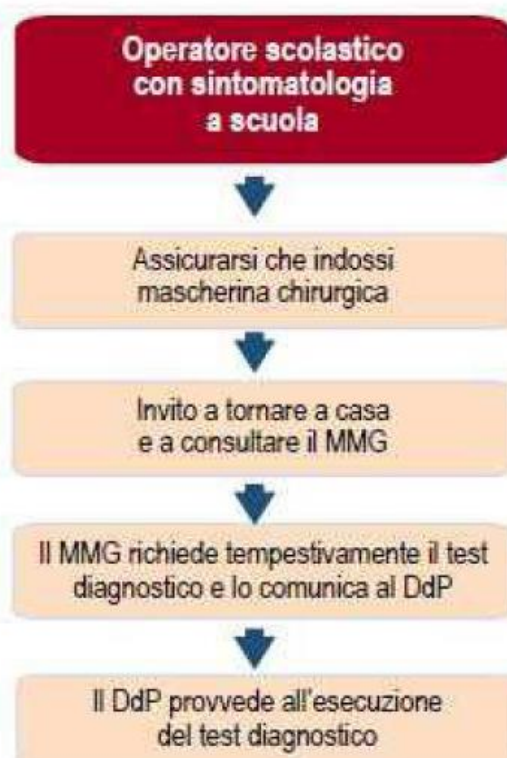 Operatore scolastico
con sintomatologia
a scuola
Assicurarsi che indossi
mascherina chirurgica
Invito a tornare a casa
e a consultare il MMG
Il MMG richiede tempestivamente il test
diagnostico e lo comunica al DdP
Il DdP provvede all'esecuzione
del test diagnostico